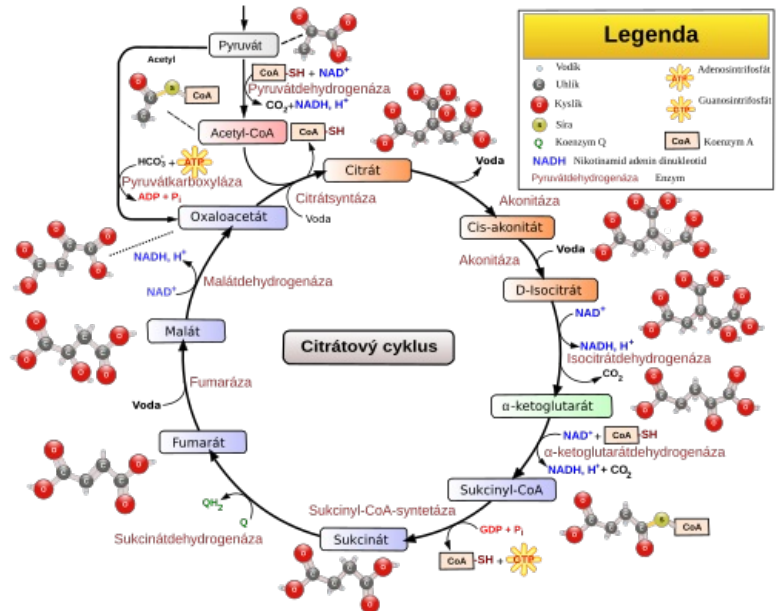 Pyruvát
Acetyl
CoA-SH + NAD⁺
Pyruvátdehydrogenáza
CO₂+NADH, H⁺
S
CoA
Acetyl-CoA
CoA-SH
HCO₃⁻ + ATP
Pyruvátkarboxyláza
ADP + Pᵢ
Citrát
Voda
Citrátsyntáza
Voda
Oxaloacetát
Akonitáza
Cis-akonitát
Akonitáza
Voda
D-Isocitrát
NAD⁺
NADH, H⁺
Isocitrátdehydrogenáza
CO₂
α-ketoglutarát
NAD⁺+ CoA-SH
α-ketoglutarátdehydrogenáza
NADH, H⁺+ CO₂
Sukcinyl-CoA
S
CoA
GDP + Pᵢ
Sukcinyl-CoA-syntetáza
CoA-SH + GTP
Sukcinát
QH₂
Q
Sukcinátdehydrogenáza
Fumarát
Voda
Fumaráza
Malát
NADH, H⁺
Malátdehydrogenáza
NAD⁺
Citrátový cyklus
Legenda
Vodík
C Uhlík
O Kyslík
S Síra
Q Koenzym Q
NADH Nikotinamid adenin dinukleotid
Pyruvátdehydrogenáza Enzym
ATP Adenosintrifosfát
GTP Guanosintrifosfát
CoA Koenzym A